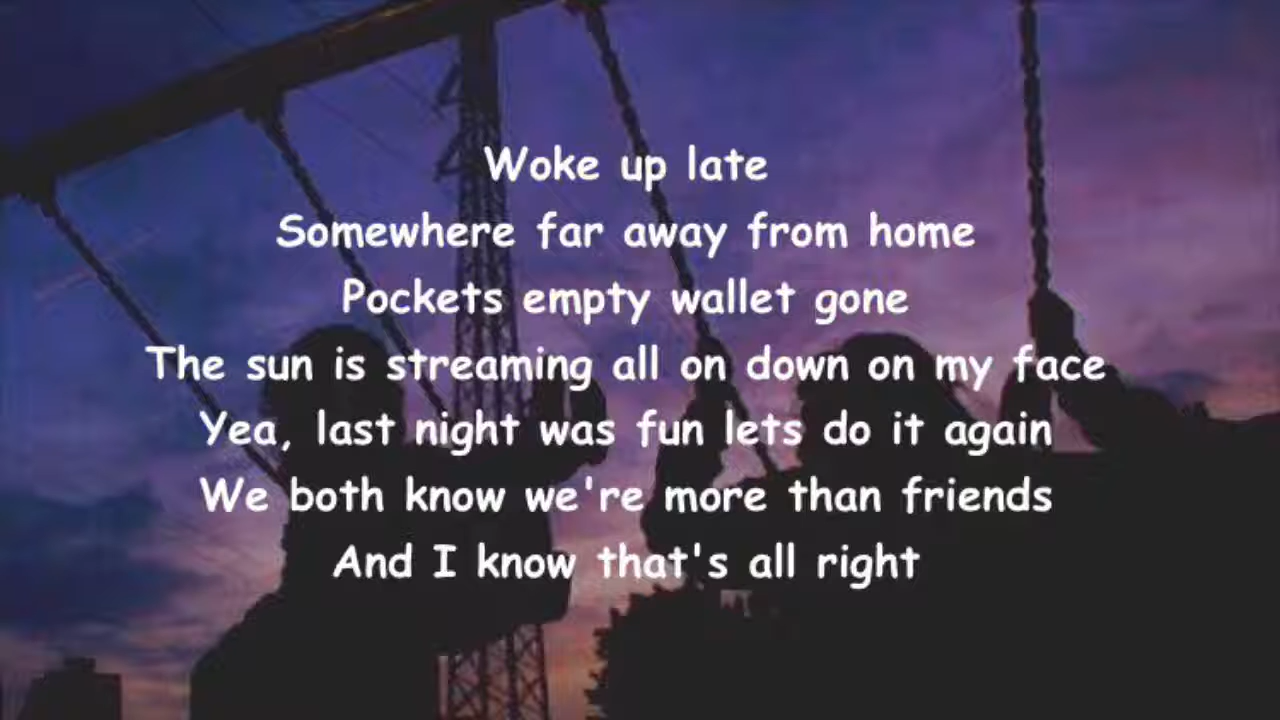 Woke up late
Somewhere far away from home
Pockets empty wallet gone
The sun is streaming all on down on my face
Yea, last night was fun lets do it again
We both know we're more than friends
And I know that's all right